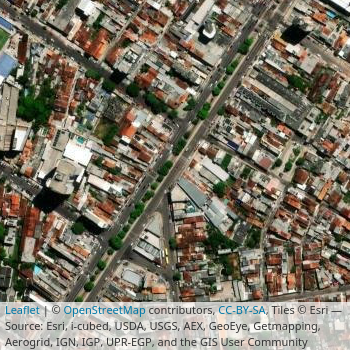 Leaflet | © OpenStreetMap contributors, CC-BY-SA, Tiles © Esri —
Source: Esri, i-cubed, USDA, USGS, AEX, GeoEye, Getmapping,
Aerogrid, IGN, IGP, UPR-EGP, and the GIS User Community